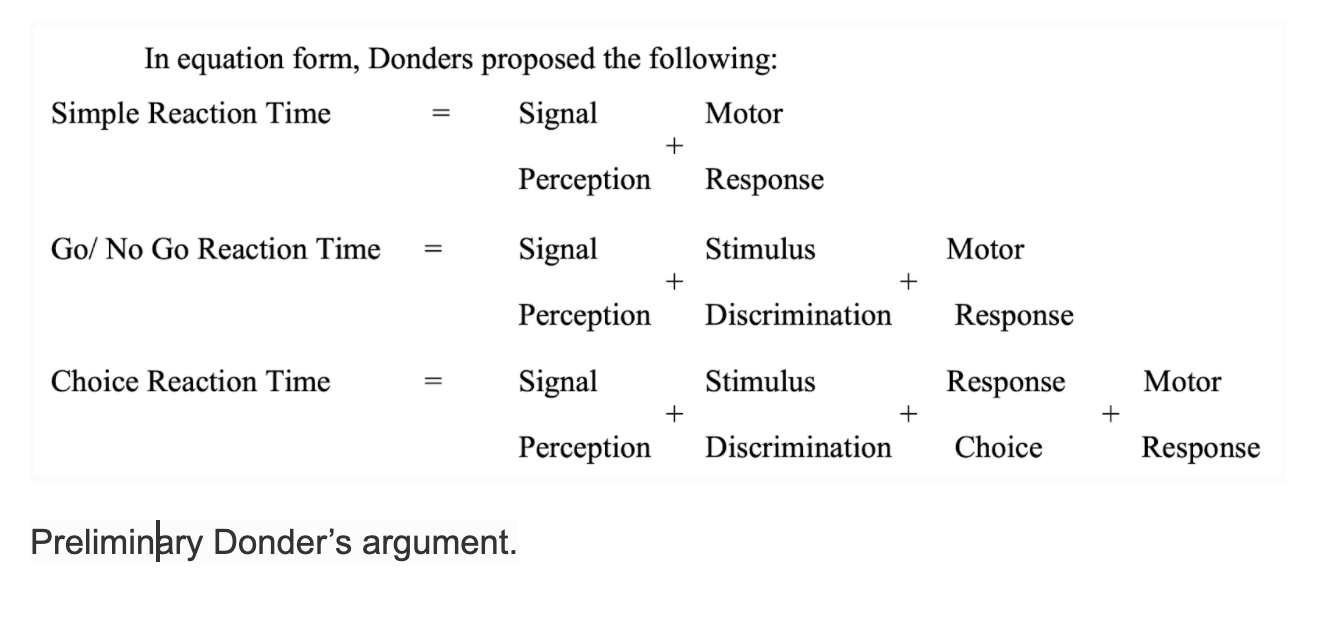 In equation form, Donders proposed the following:
Simple Reaction Time = Signal Motor
+
Perception Response
Go/ No Go Reaction Time = Signal Stimulus Motor
+ +
Perception Discrimination Response
Choice Reaction Time = Signal Stimulus Response Motor
+ + +
Perception Discrimination Choice Response
Preliminary Donder’s argument.